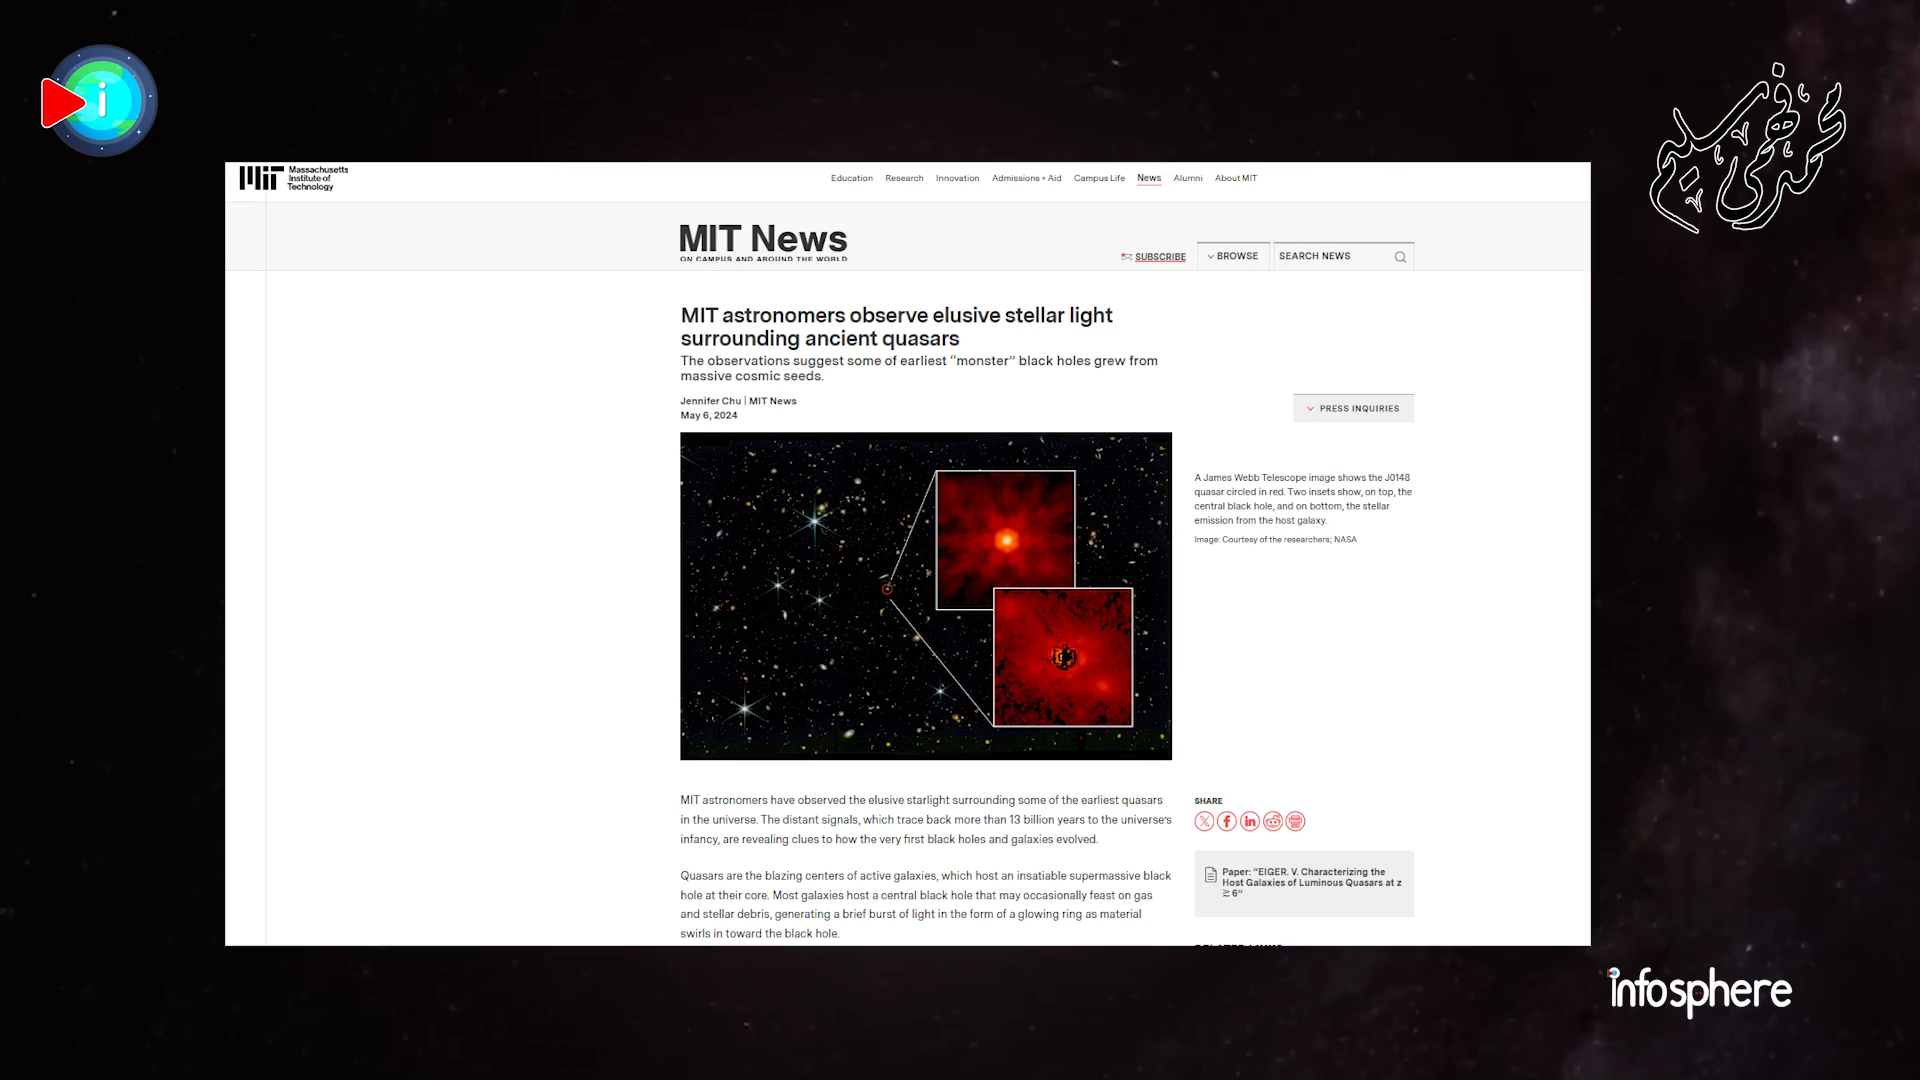 i
محمد فہیم
Massachusetts
Institute of
Technology
Education Research Innovation Admissions + Aid Campus Life News Alumni About MIT
MIT News
ON CAMPUS AND AROUND THE WORLD
SUBSCRIBE
BROWSE
SEARCH NEWS
MIT astronomers observe elusive stellar light
surrounding ancient quasars
The observations suggest some of earliest “monster” black holes grew from
massive cosmic seeds.
Jennifer Chu | MIT News
May 6, 2024
PRESS INQUIRIES
A James Webb Telescope image shows the J0148
quasar circled in red. Two insets show, on top, the
central black hole, and on bottom, the stellar
emission from the host galaxy.
Image: Courtesy of the researchers; NASA
MIT astronomers have observed the elusive starlight surrounding some of the earliest quasars
in the universe. The distant signals, which trace back more than 13 billion years to the universe’s
infancy, are revealing clues to how the very first black holes and galaxies evolved.
Quasars are the blazing centers of active galaxies, which host an insatiable supermassive black
hole at their core. Most galaxies host a central black hole that may occasionally feast on gas
and stellar debris, generating a brief burst of light in the form of a glowing ring as material
swirls in toward the black hole.
SHARE
Paper: “EIGER. V. Characterizing the
Host Galaxies of Luminous Quasars at z
≳ 6”
infosphere